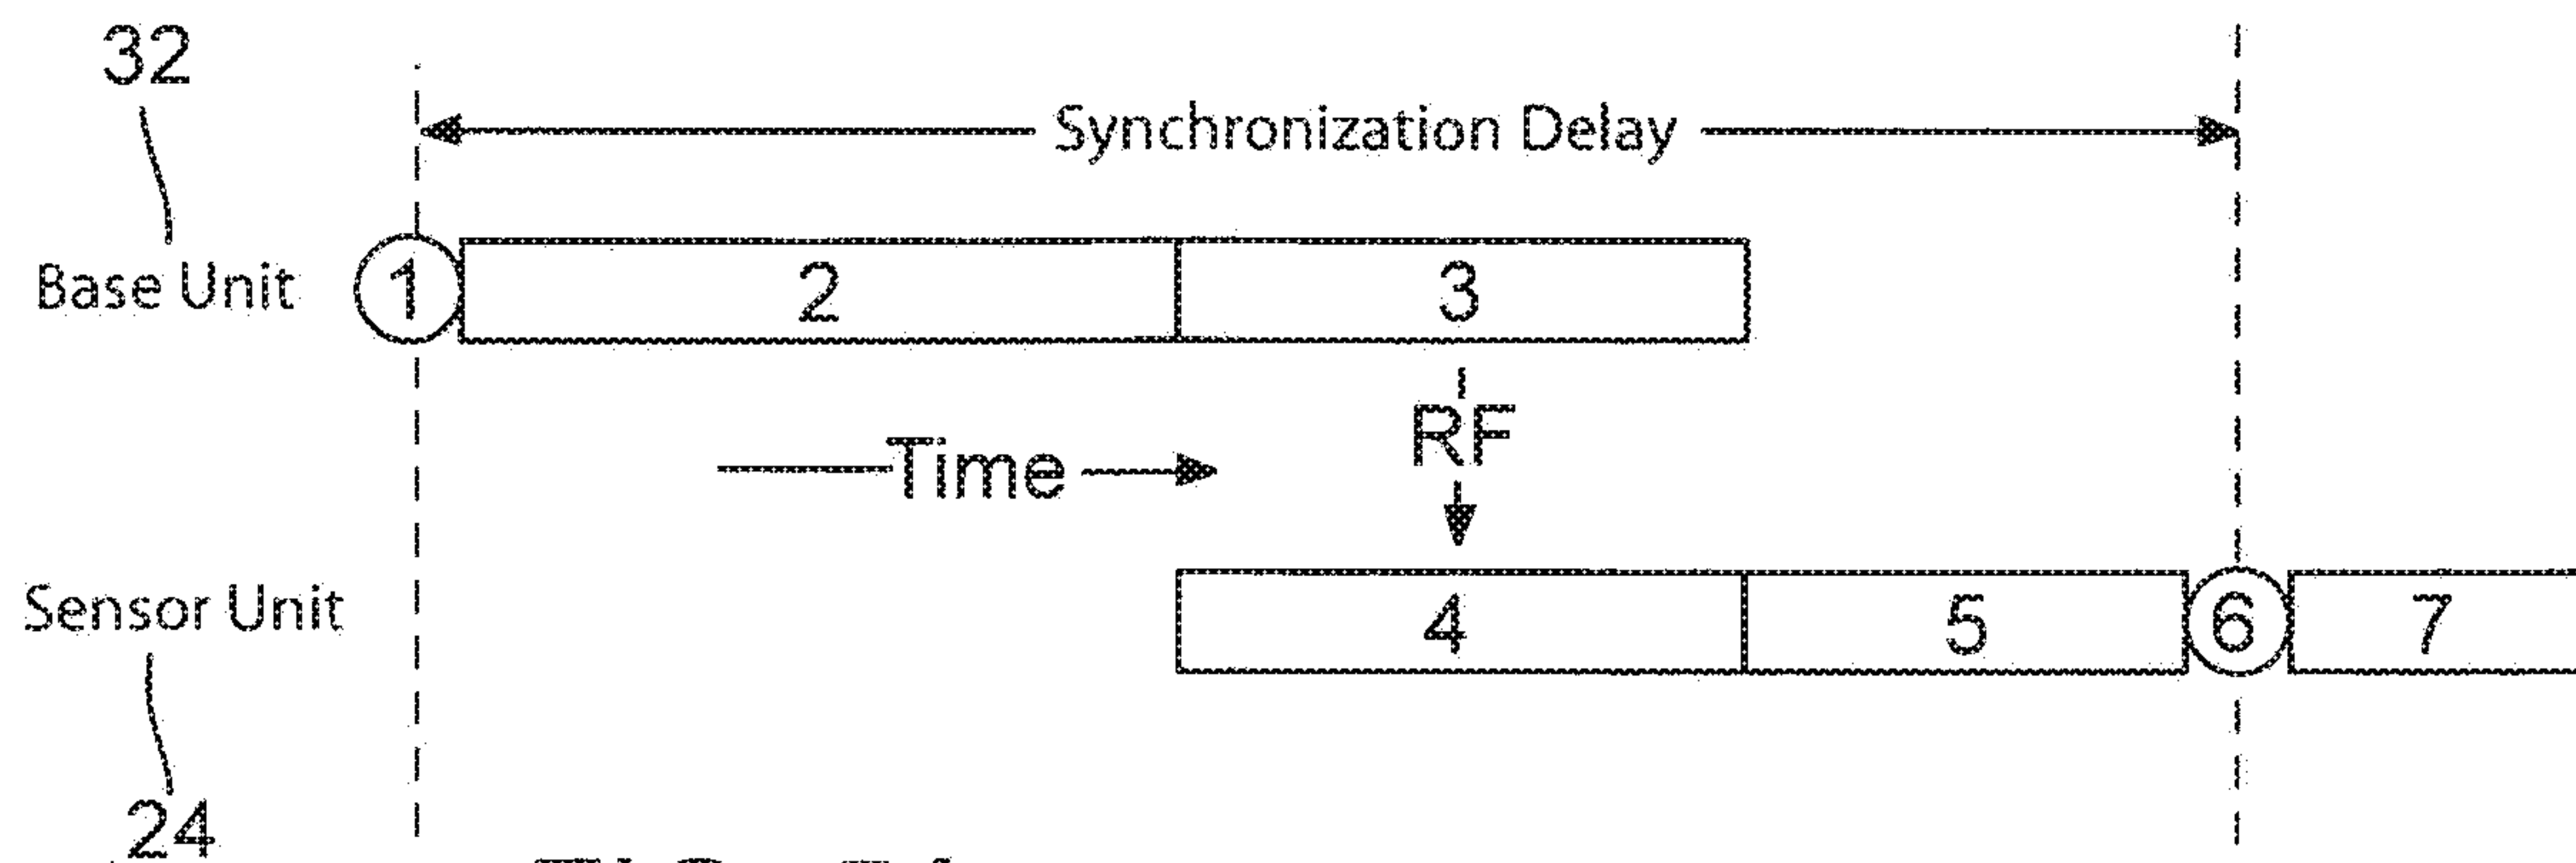 32
Synchronization Delay
Base Unit 1 2 3
RF
Time
Sensor Unit 4 5 6 7
24